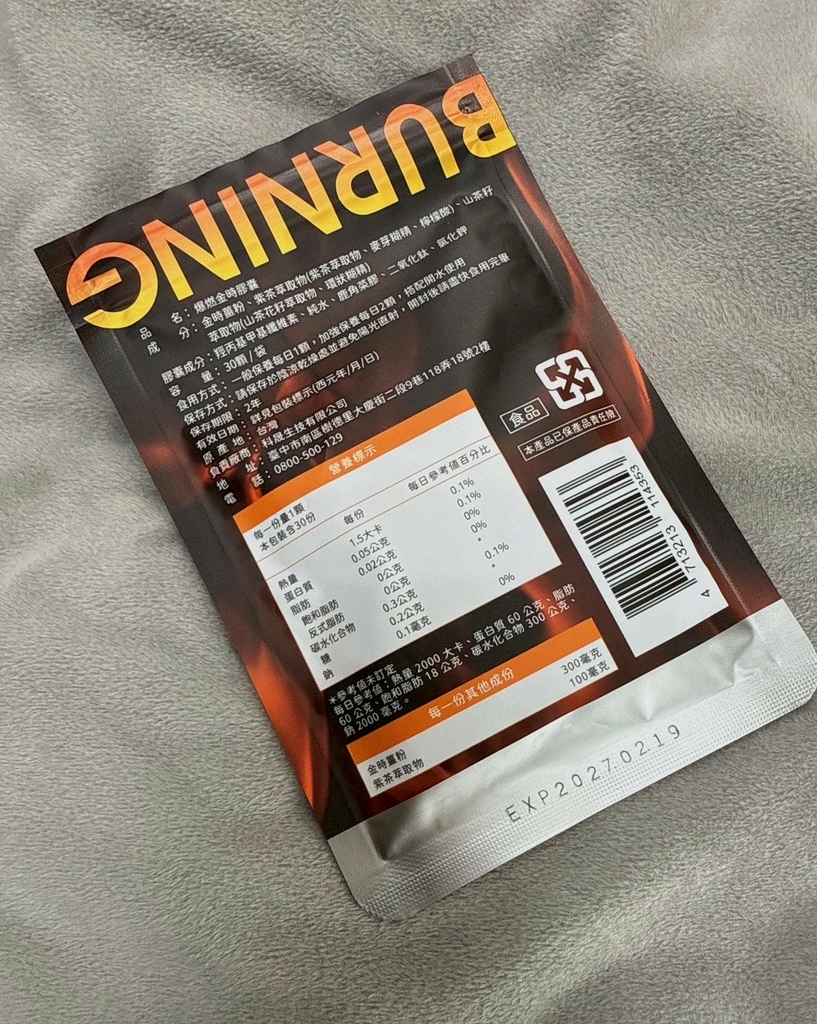 BURNING
品名：爆燃金時膠囊
成分：金時薑粉、紫茶萃取物(紫茶萃取物、麥芽糊精、檸檬酸)、山茶籽
萃取物(山茶花籽萃取物、環狀糊精)
膠囊成分：羥丙基甲基纖維素、純水、鹿角菜膠、二氧化鈦、氯化鉀
容量：30顆/袋
食用方式：一般保養每日1顆，加強保養每日2顆，搭配開水使用
保存方式：請保存於陰涼乾燥處並避免陽光直射，開封後請盡快食用完畢
保存期限：2年
有效日期：詳見包裝標示(西元年/月/日)
原產地：台灣
負責廠商：科晟生技有限公司
地址：臺中市南區樹德里大慶街二段9巷118弄18號2樓
電話：0800-500-129
食品
本產品已保產品責任險
營養標示
每一份量1顆
本包裝含30份
每份 每日參考值百分比
熱量 1.5大卡 0.1%
蛋白質 0.05公克 0.1%
脂肪 0.02公克 0%
飽和脂肪 0公克 0%
反式脂肪 0公克 *
碳水化合物 0.3公克 0.1%
糖 0.2公克 *
鈉 0.1毫克 0%
*參考值未訂定
每日參考值：熱量 2000 大卡、蛋白質 60 公克、脂肪
60 公克、飽和脂肪 18 公克、碳水化合物 300 公克、
鈉 2000 毫克。
每一份其他成份
金時薑粉 300毫克
紫茶萃取物 100毫克
4 713213 114353
EXP2027.02.19